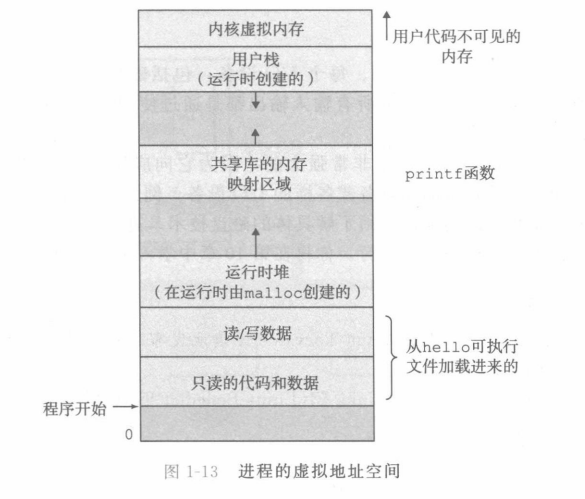 内核虚拟内存
用户代码不可见的
内存
用户栈
(运行时创建的)
共享库的内存
映射区域
printf函数
运行时堆
(在运行时由malloc创建的)
读/写数据
从hello可执行
文件加载进来的
只读的代码和数据
程序开始
0
图 1-13 进程的虚拟地址空间